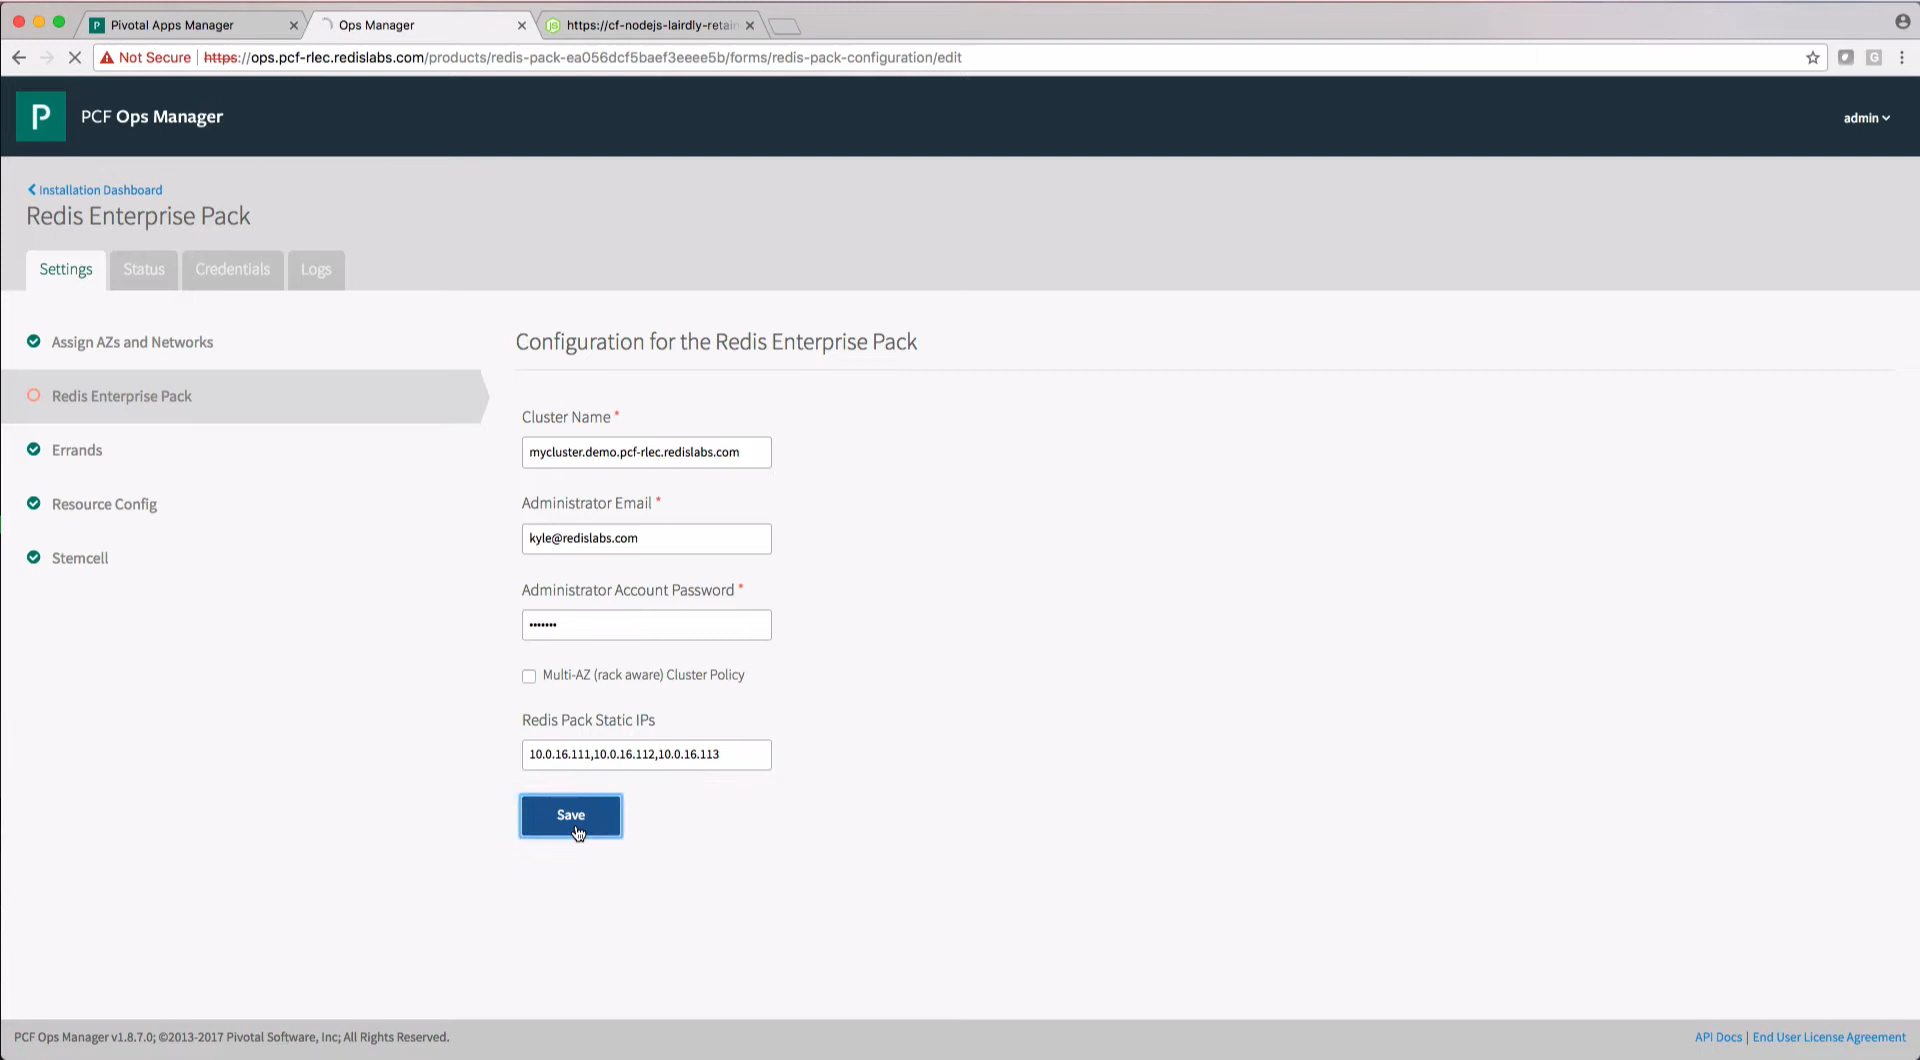 Pivotal Apps Manager
Ops Manager
https://cf-nodejs-lairdly-retain
Not Secure
https://ops.pcf-rlec.redislabs.com/products/redis-pack-ea056dcf5baef3eeee5b/forms/redis-pack-configuration/edit
PCF Ops Manager
admin
Installation Dashboard
Redis Enterprise Pack
Settings
Status
Credentials
Logs
Assign AZs and Networks
Redis Enterprise Pack
Errands
Resource Config
Stemcell
Configuration for the Redis Enterprise Pack
Cluster Name *
mycluster.demo.pcf-rlec.redislabs.com
Administrator Email *
kyle@redislabs.com
Administrator Account Password *
•••••••
Multi-AZ (rack aware) Cluster Policy
Redis Pack Static IPs
10.0.16.111,10.0.16.112,10.0.16.113
Save
PCF Ops Manager v1.8.7.0; ©2013-2017 Pivotal Software, Inc; All Rights Reserved.
API Docs | End User License Agreement